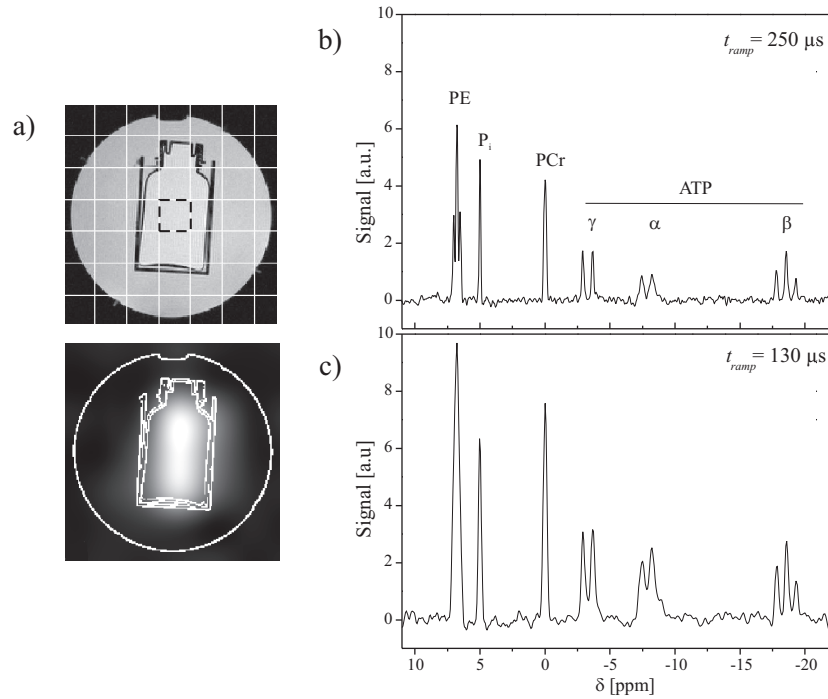 a)
b)
t_ramp = 250 µs
10
8
6
4
2
0
Signal [a.u.]
PE
P_i
PCr
ATP
γ
α
β
c)
t_ramp = 130 µs
10
8
6
4
2
0
Signal [a.u]
10 5 0 -5 -10 -15 -20
δ [ppm]